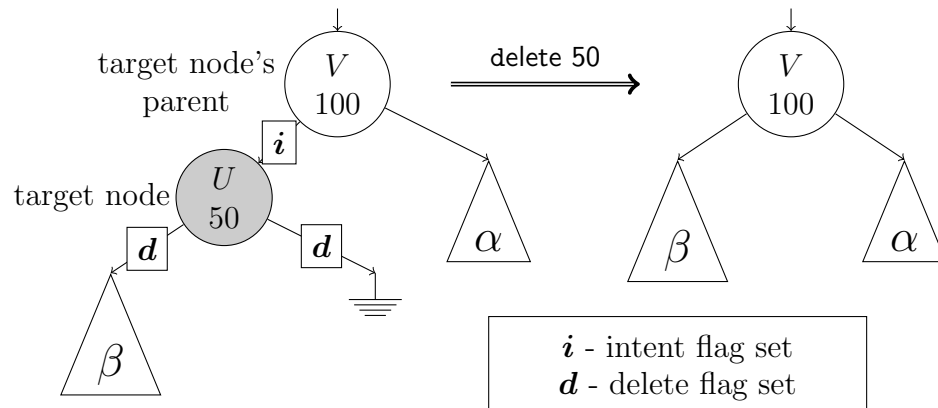 target node's
parent
V
100
i
target node
U
50
d
d
β
α
delete 50
V
100
β
α
i - intent flag set
d - delete flag set